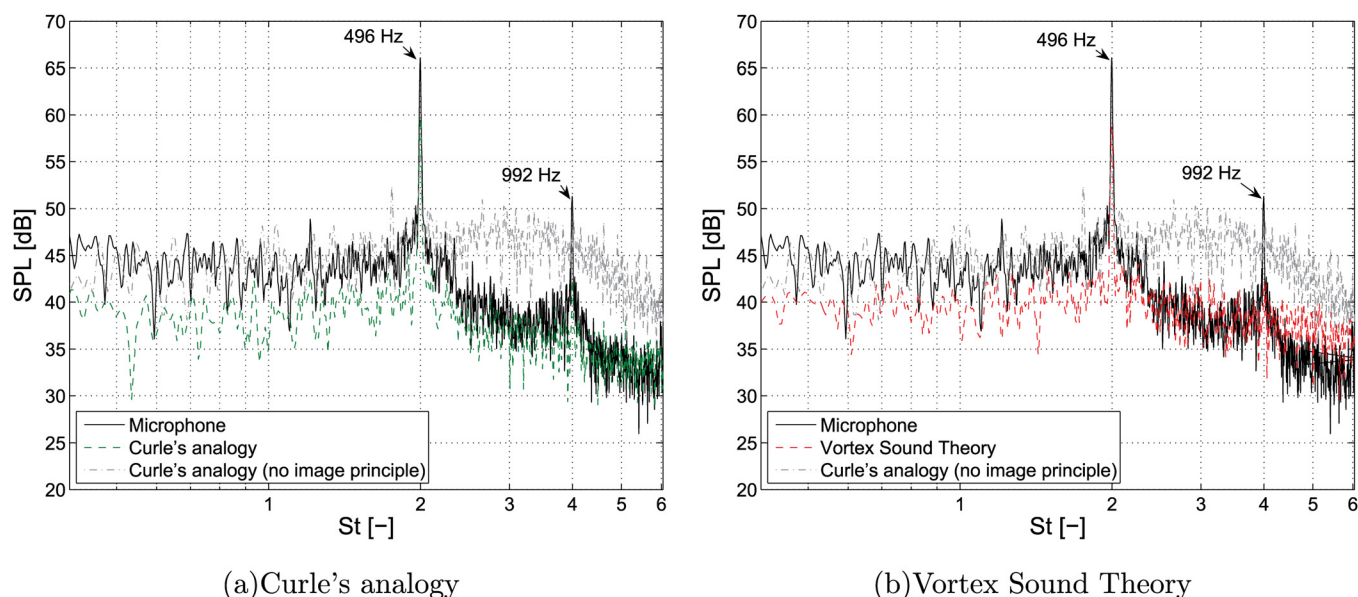 70
65
60
55
50
45
40
35
30
25
20
SPL [dB]
496 Hz
992 Hz
Microphone
Curle's analogy
Curle's analogy (no image principle)
1 2 3 4 5 6
St [−]
(a)Curle's analogy
70
65
60
55
50
45
40
35
30
25
20
SPL [dB]
496 Hz
992 Hz
Microphone
Vortex Sound Theory
Curle's analogy (no image principle)
1 2 3 4 5 6
St [−]
(b)Vortex Sound Theory